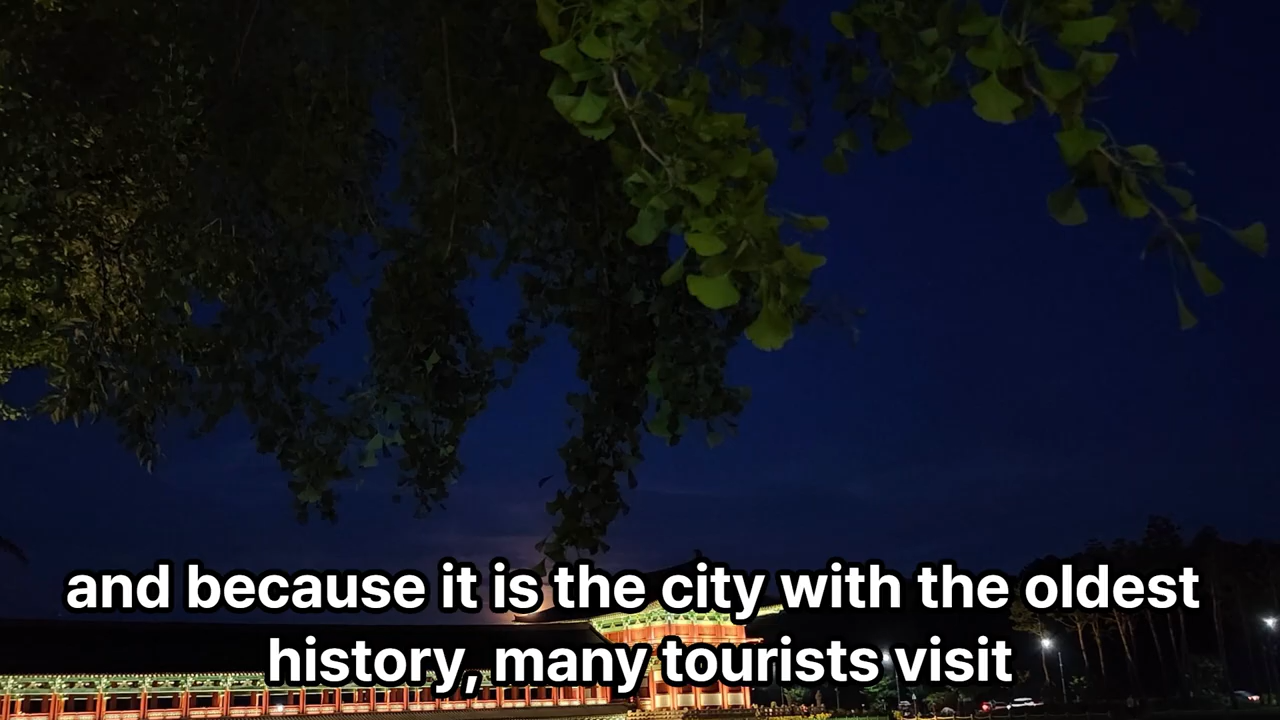 and because it is the city with the oldest
history, many tourists visit